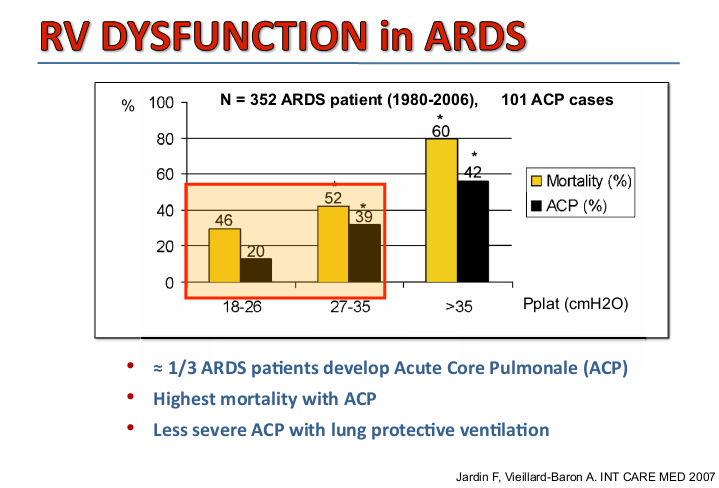 RV DYSFUNCTION in ARDS
N = 352 ARDS patient (1980-2006), 101 ACP cases
%
100
80
60
40
20
0
46
20
52
*
39
*
60
*
42
18-26
27-35
>35
Pplat (cmH2O)
Mortality (%)
ACP (%)
• ≈ 1/3 ARDS patients develop Acute Core Pulmonale (ACP)
• Highest mortality with ACP
• Less severe ACP with lung protective ventilation
Jardin F, Vieillard-Baron A. INT CARE MED 2007